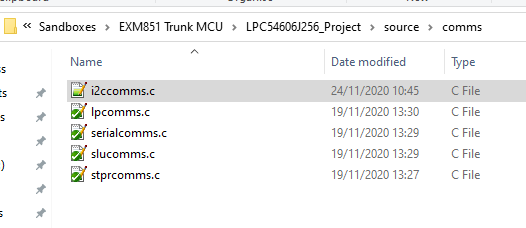 Sandboxes > EXM851 Trunk MCU > LPC54606J256_Project > source > comms
Name Date modified Type
i2ccomms.c 24/11/2020 10:45 C File
lpcomms.c 19/11/2020 13:30 C File
serialcomms.c 19/11/2020 13:29 C File
slucomms.c 19/11/2020 13:29 C File
stprcomms.c 19/11/2020 13:27 C File